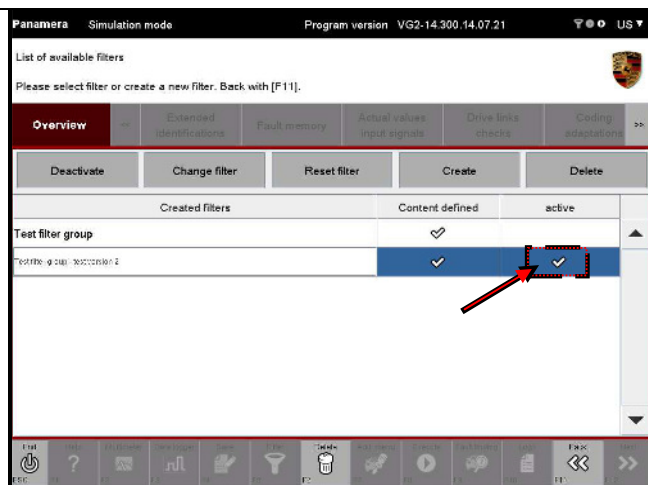 Panamera Simulation mode Program version VG2-14.300.14.07.21 US
List of available filters
Please select filter or create a new filter. Back with [F11].
Overview Extended identifications Fault memory Actual values input signals Drive links checks Coding adaptations >>
Deactivate Change filter Reset filter Create Delete
Created filters Content defined active
Test filter group
Delete
ESC